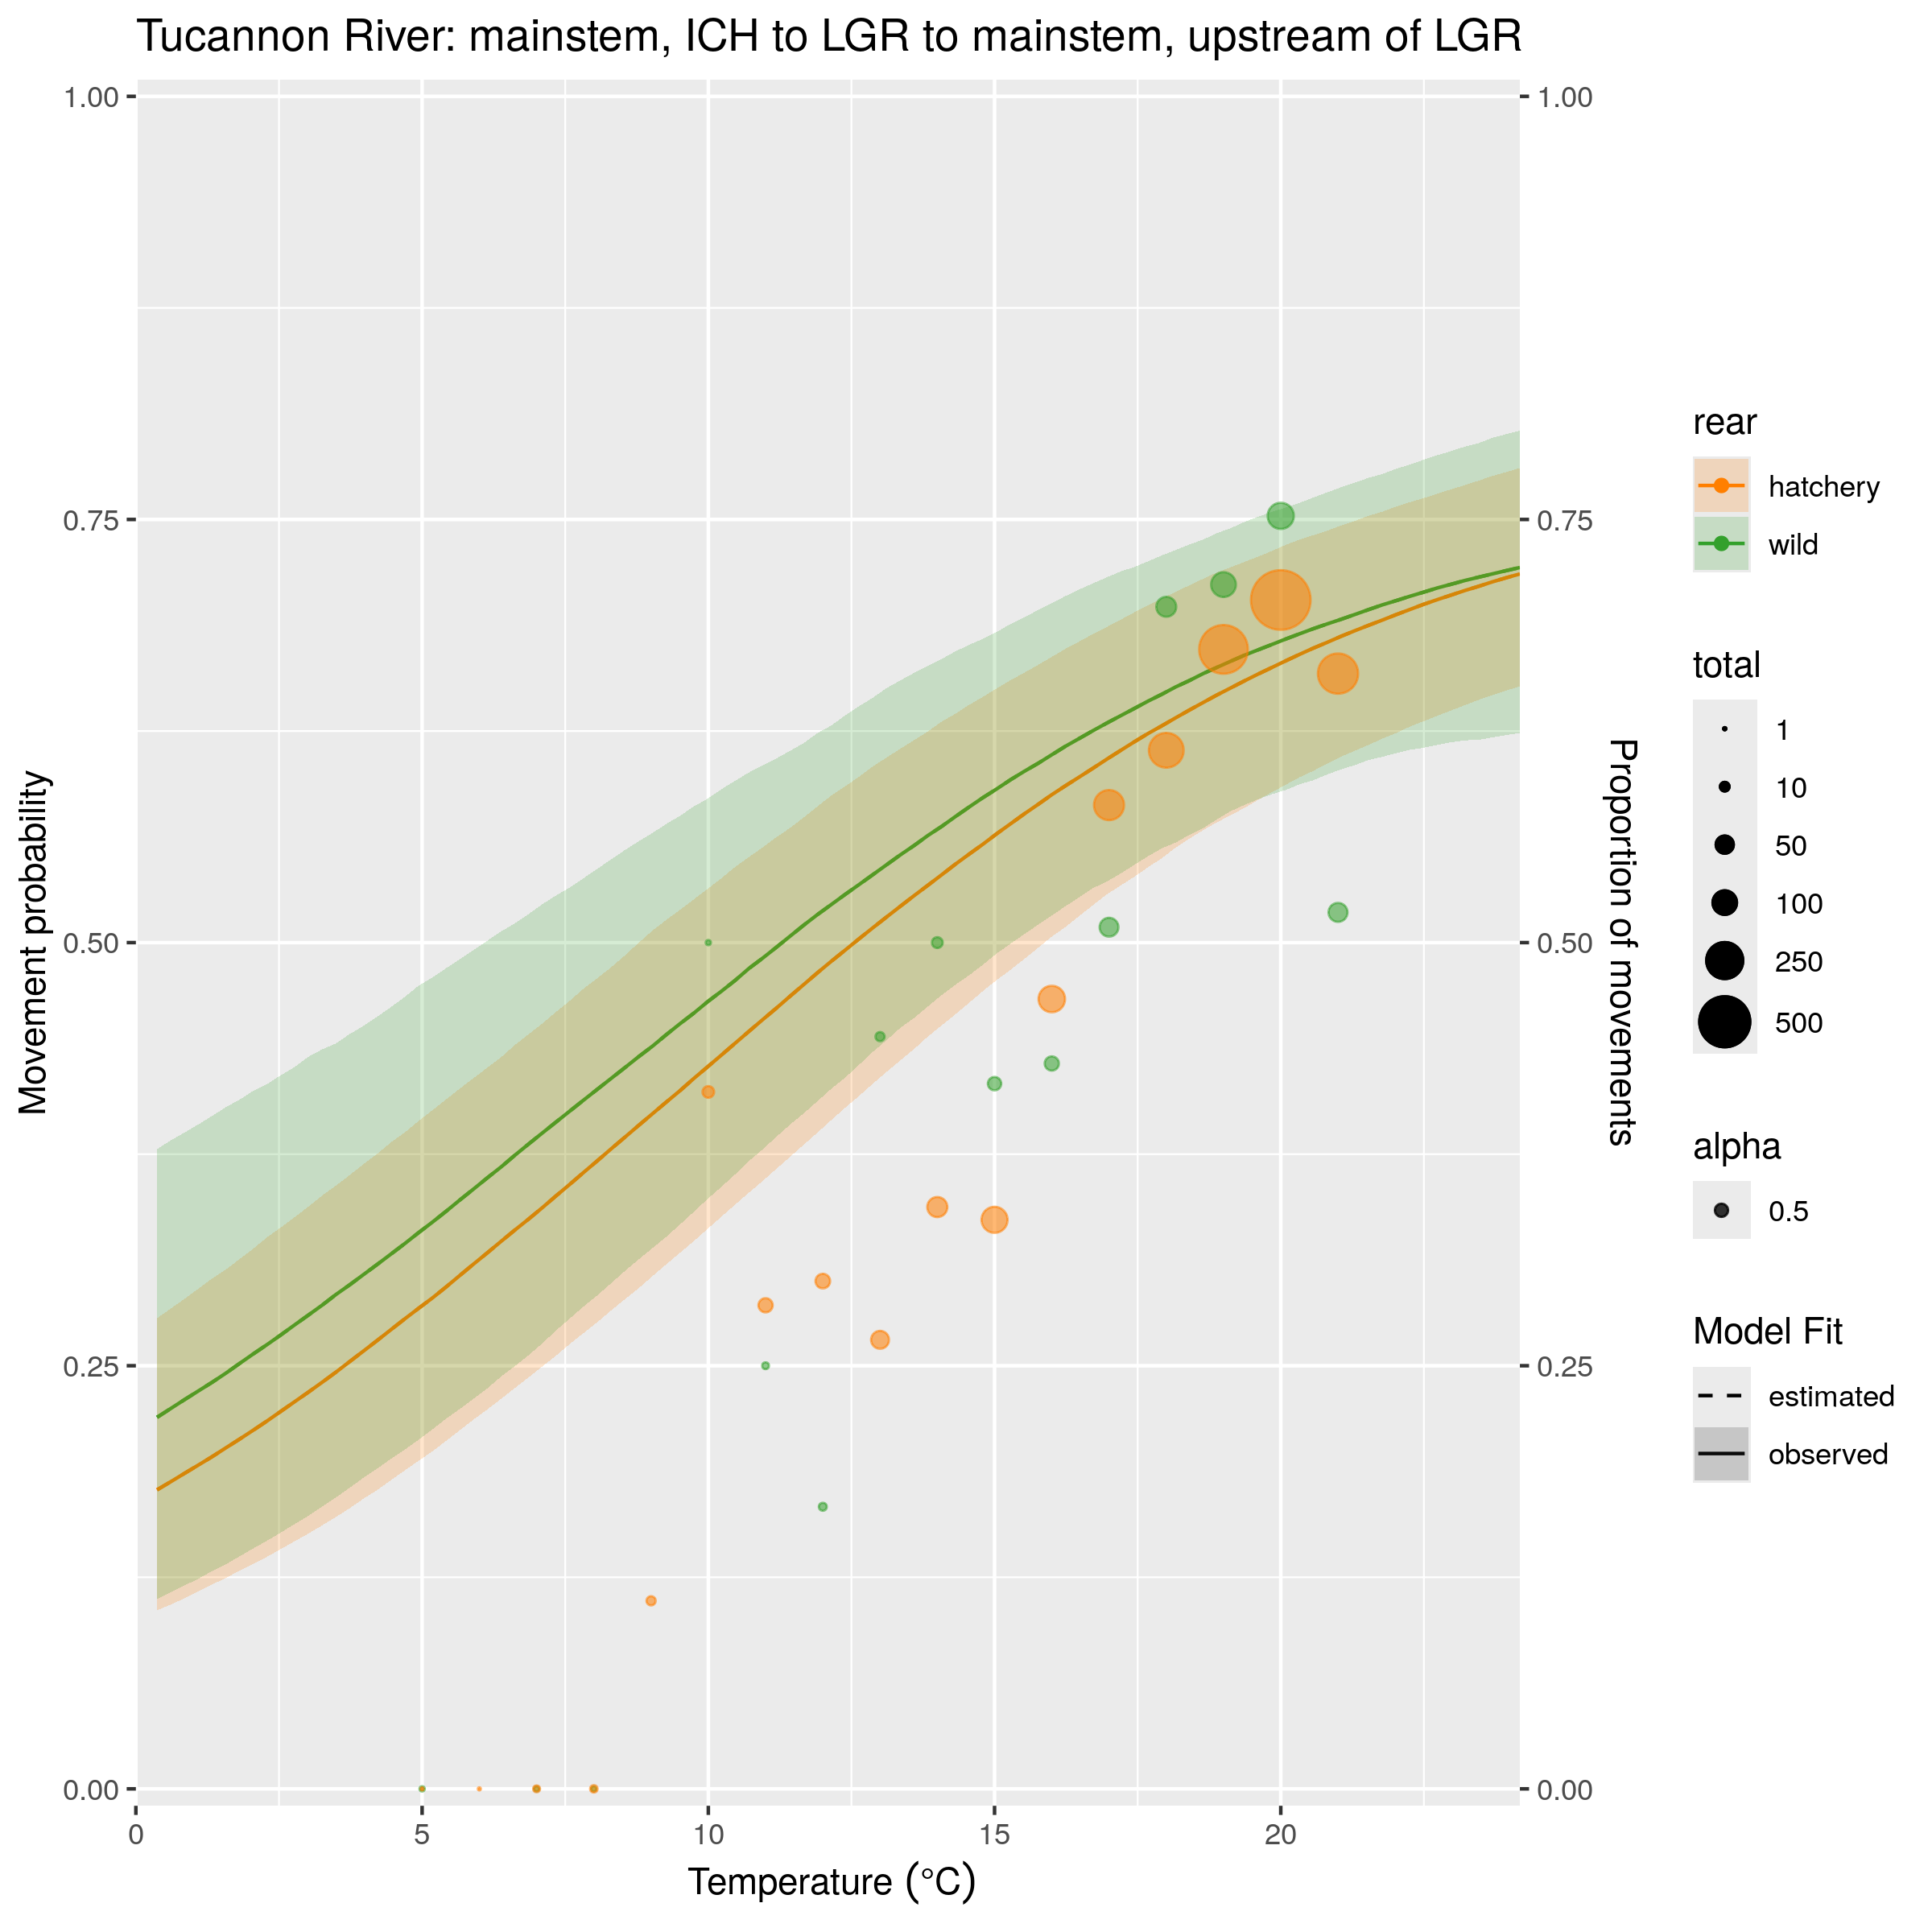 Tucannon River: mainstem, ICH to LGR to mainstem, upstream of LGR
Movement probability
1.00
0.75
0.50
0.25
0.00
0
5
10
15
20
Temperature (°C)
1.00
0.75
0.50
0.25
0.00
Proportion of movements
rear
hatchery
wild
total
1
10
50
100
250
500
alpha
0.5
Model Fit
estimated
observed